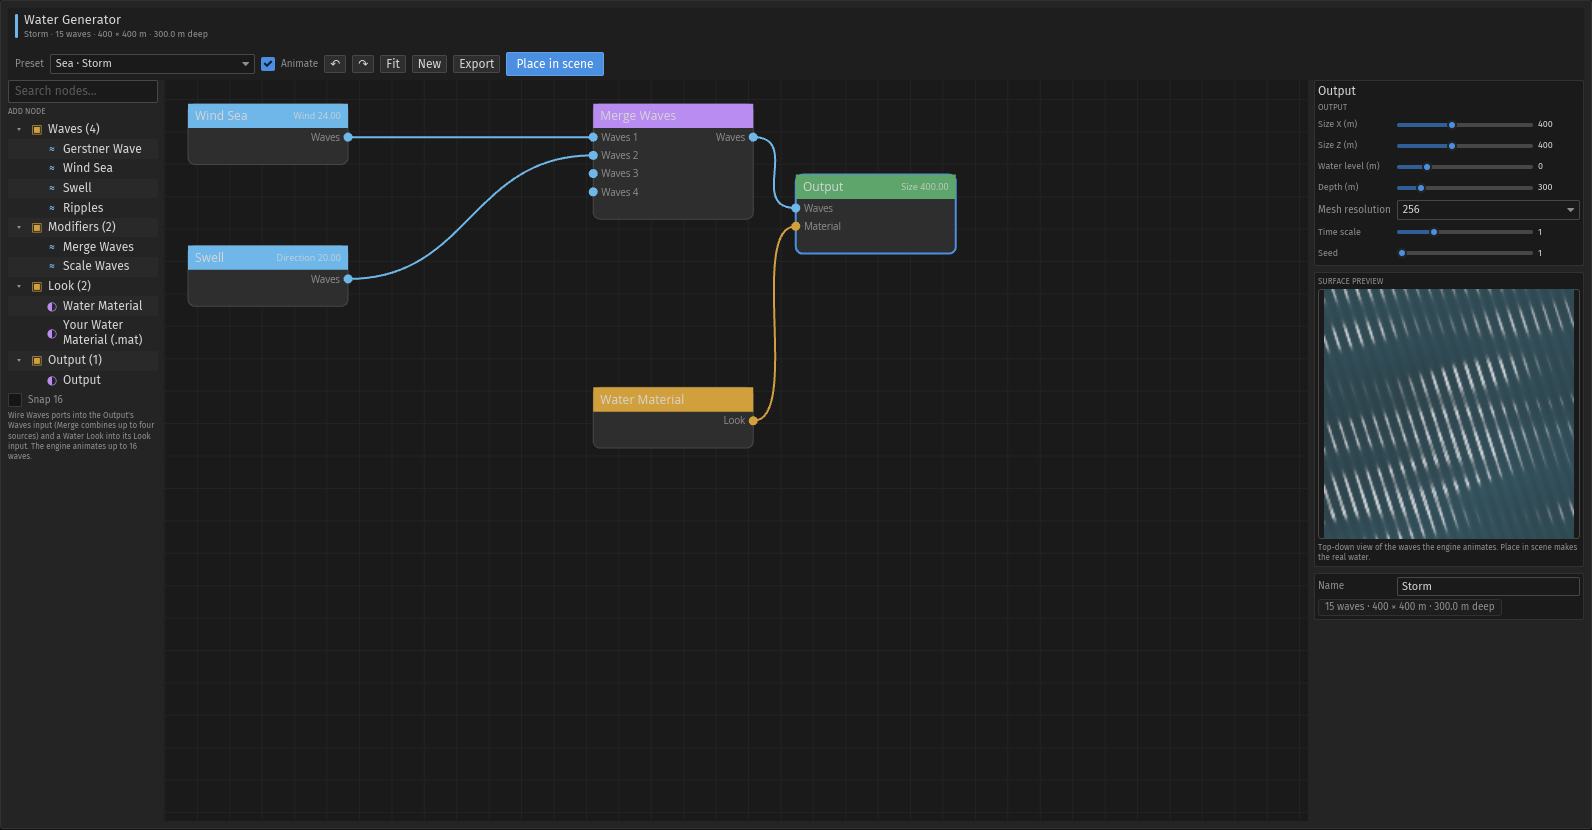 Water Generator
Storm · 15 waves · 400 × 400 m · 300.0 m deep
Preset
Sea · Storm
Animate
Fit
New
Export
Place in scene
Search nodes...
ADD NODE
Waves (4)
Gerstner Wave
Wind Sea
Swell
Ripples
Modifiers (2)
Merge Waves
Scale Waves
Look (2)
Water Material
Your Water
Material (.mat)
Output (1)
Output
Snap 16
Wire Waves ports into the Output's
Waves input (Merge combines up to four
sources) and a Water Look into its Look
input. The engine animates up to 16
waves.
Wind Sea Wind 24.00
Waves
Swell Direction 20.00
Waves
Merge Waves
Waves 1 Waves
Waves 2
Waves 3
Waves 4
Output Size 400.00
Waves
Material
Water Material
Look
Output
OUTPUT
Size X (m) 400
Size Z (m) 400
Water level (m) 0
Depth (m) 300
Mesh resolution 256
Time scale 1
Seed 1
SURFACE PREVIEW
Top-down view of the waves the engine animates. Place in scene makes
the real water.
Name Storm
15 waves · 400 × 400 m · 300.0 m deep